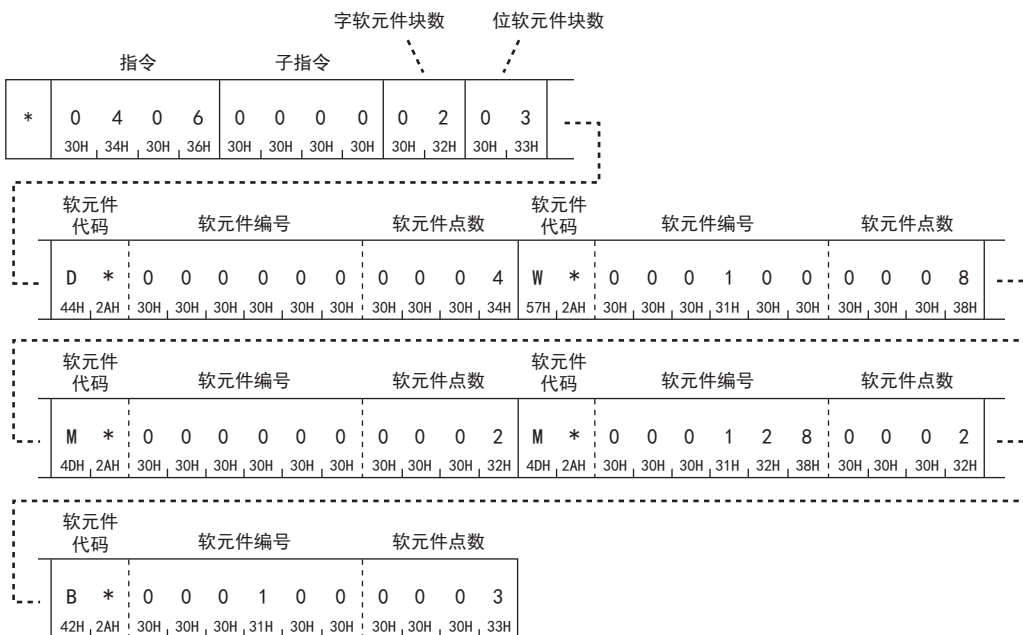 字软元件块数 位软元件块数
指令 子指令
* 0 4 0 6 0 0 0 0 0 2 0 3
30H 34H 30H 36H 30H 30H 30H 30H 30H 32H 30H 33H
软元件 软元件
代码 软元件编号 软元件点数 代码 软元件编号 软元件点数
D * 0 0 0 0 0 0 0 0 0 4 W * 0 0 0 1 0 0 0 0 0 8
44H 2AH 30H 30H 30H 30H 30H 30H 30H 30H 30H 34H 57H 2AH 30H 30H 30H 31H 30H 30H 30H 30H 30H 38H
软元件 软元件
代码 软元件编号 软元件点数 代码 软元件编号 软元件点数
M * 0 0 0 0 0 0 0 0 0 2 M * 0 0 0 1 2 8 0 0 0 2
4DH 2AH 30H 30H 30H 30H 30H 30H 30H 30H 30H 32H 4DH 2AH 30H 30H 30H 31H 32H 38H 30H 30H 30H 32H
软元件
代码 软元件编号 软元件点数
B * 0 0 0 1 0 0 0 0 0 3
42H 2AH 30H 30H 30H 31H 30H 30H 30H 30H 30H 33H